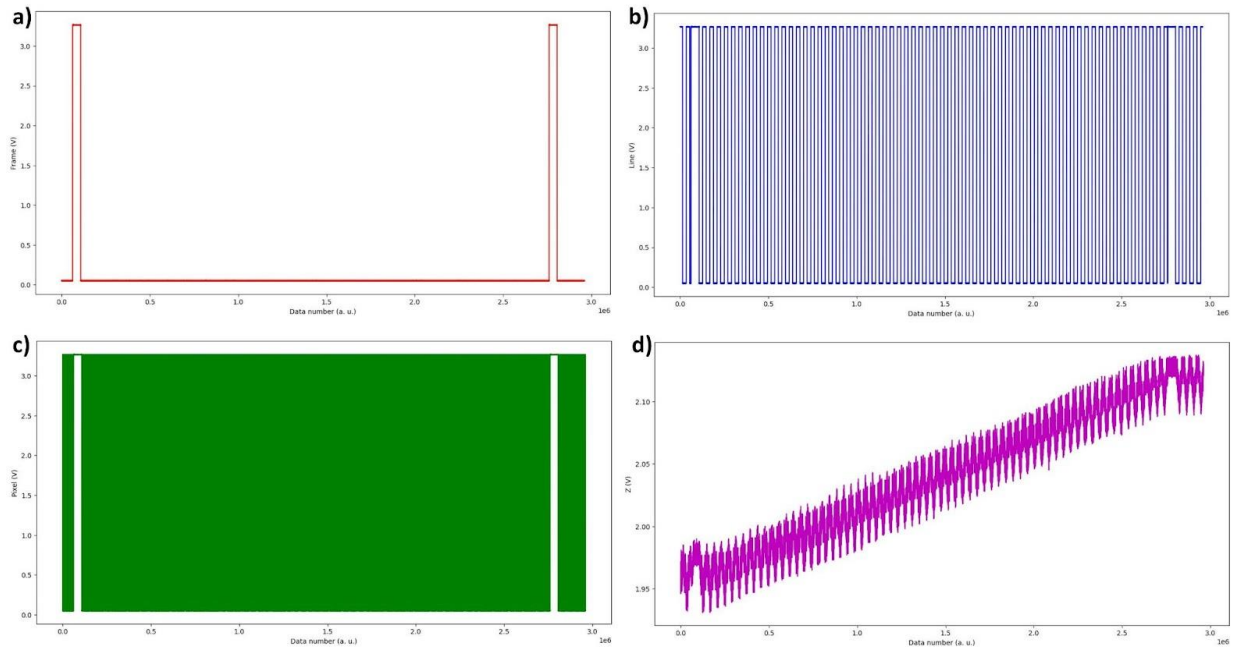 a)
3.0
2.5
2.0
1.5
1.0
0.5
0.0
Frame (V)
0.0 0.5 1.0 1.5 2.0 2.5 3.0
1e6
Data number (a. u.)
b)
3.0
2.5
2.0
1.5
1.0
0.5
0.0
Line (V)
0.0 0.5 1.0 1.5 2.0 2.5 3.0
1e6
Data number (a. u.)
c)
3.0
2.5
2.0
1.5
1.0
0.5
0.0
Pixel (V)
0.0 0.5 1.0 1.5 2.0 2.5 3.0
1e6
Data number (a. u.)
d)
2.10
2.05
2.00
1.95
Z (V)
0.0 0.5 1.0 1.5 2.0 2.5 3.0
1e6
Data number (a. u.)